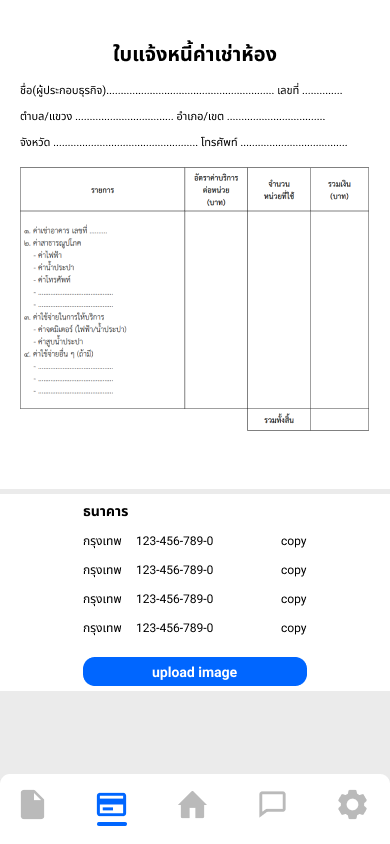 ใบแจ้งหนี้ค่าเช่าห้อง
ชื่อ(ผู้ประกอบธุรกิจ)........................................................ เลขที่ .............
ตำบล/แขวง ................................. อำเภอ/เขต .................................
จังหวัด ................................................ โทรศัพท์ ....................................
รายการ อัตราค่าบริการต่อหน่วย (บาท) จำนวนหน่วยที่ใช้ รวมเงิน (บาท)
๑. ค่าเช่าอาคาร เลขที่ ........
๒. ค่าสาธารณูปโภค
- ค่าไฟฟ้า
- ค่าน้ำประปา
- ค่าโทรศัพท์
- ....................................
- ....................................
๓. ค่าใช้จ่ายในการให้บริการ
- ค่าจดมิเตอร์ (ไฟฟ้า/น้ำประปา)
- ค่าสูบน้ำประปา
๔. ค่าใช้จ่ายอื่น ๆ (ถ้ามี)
- ....................................
- ....................................
- ....................................
รวมทั้งสิ้น
ธนาคาร
กรุงเทพ 123-456-789-0 copy
กรุงเทพ 123-456-789-0 copy
กรุงเทพ 123-456-789-0 copy
กรุงเทพ 123-456-789-0 copy
upload image